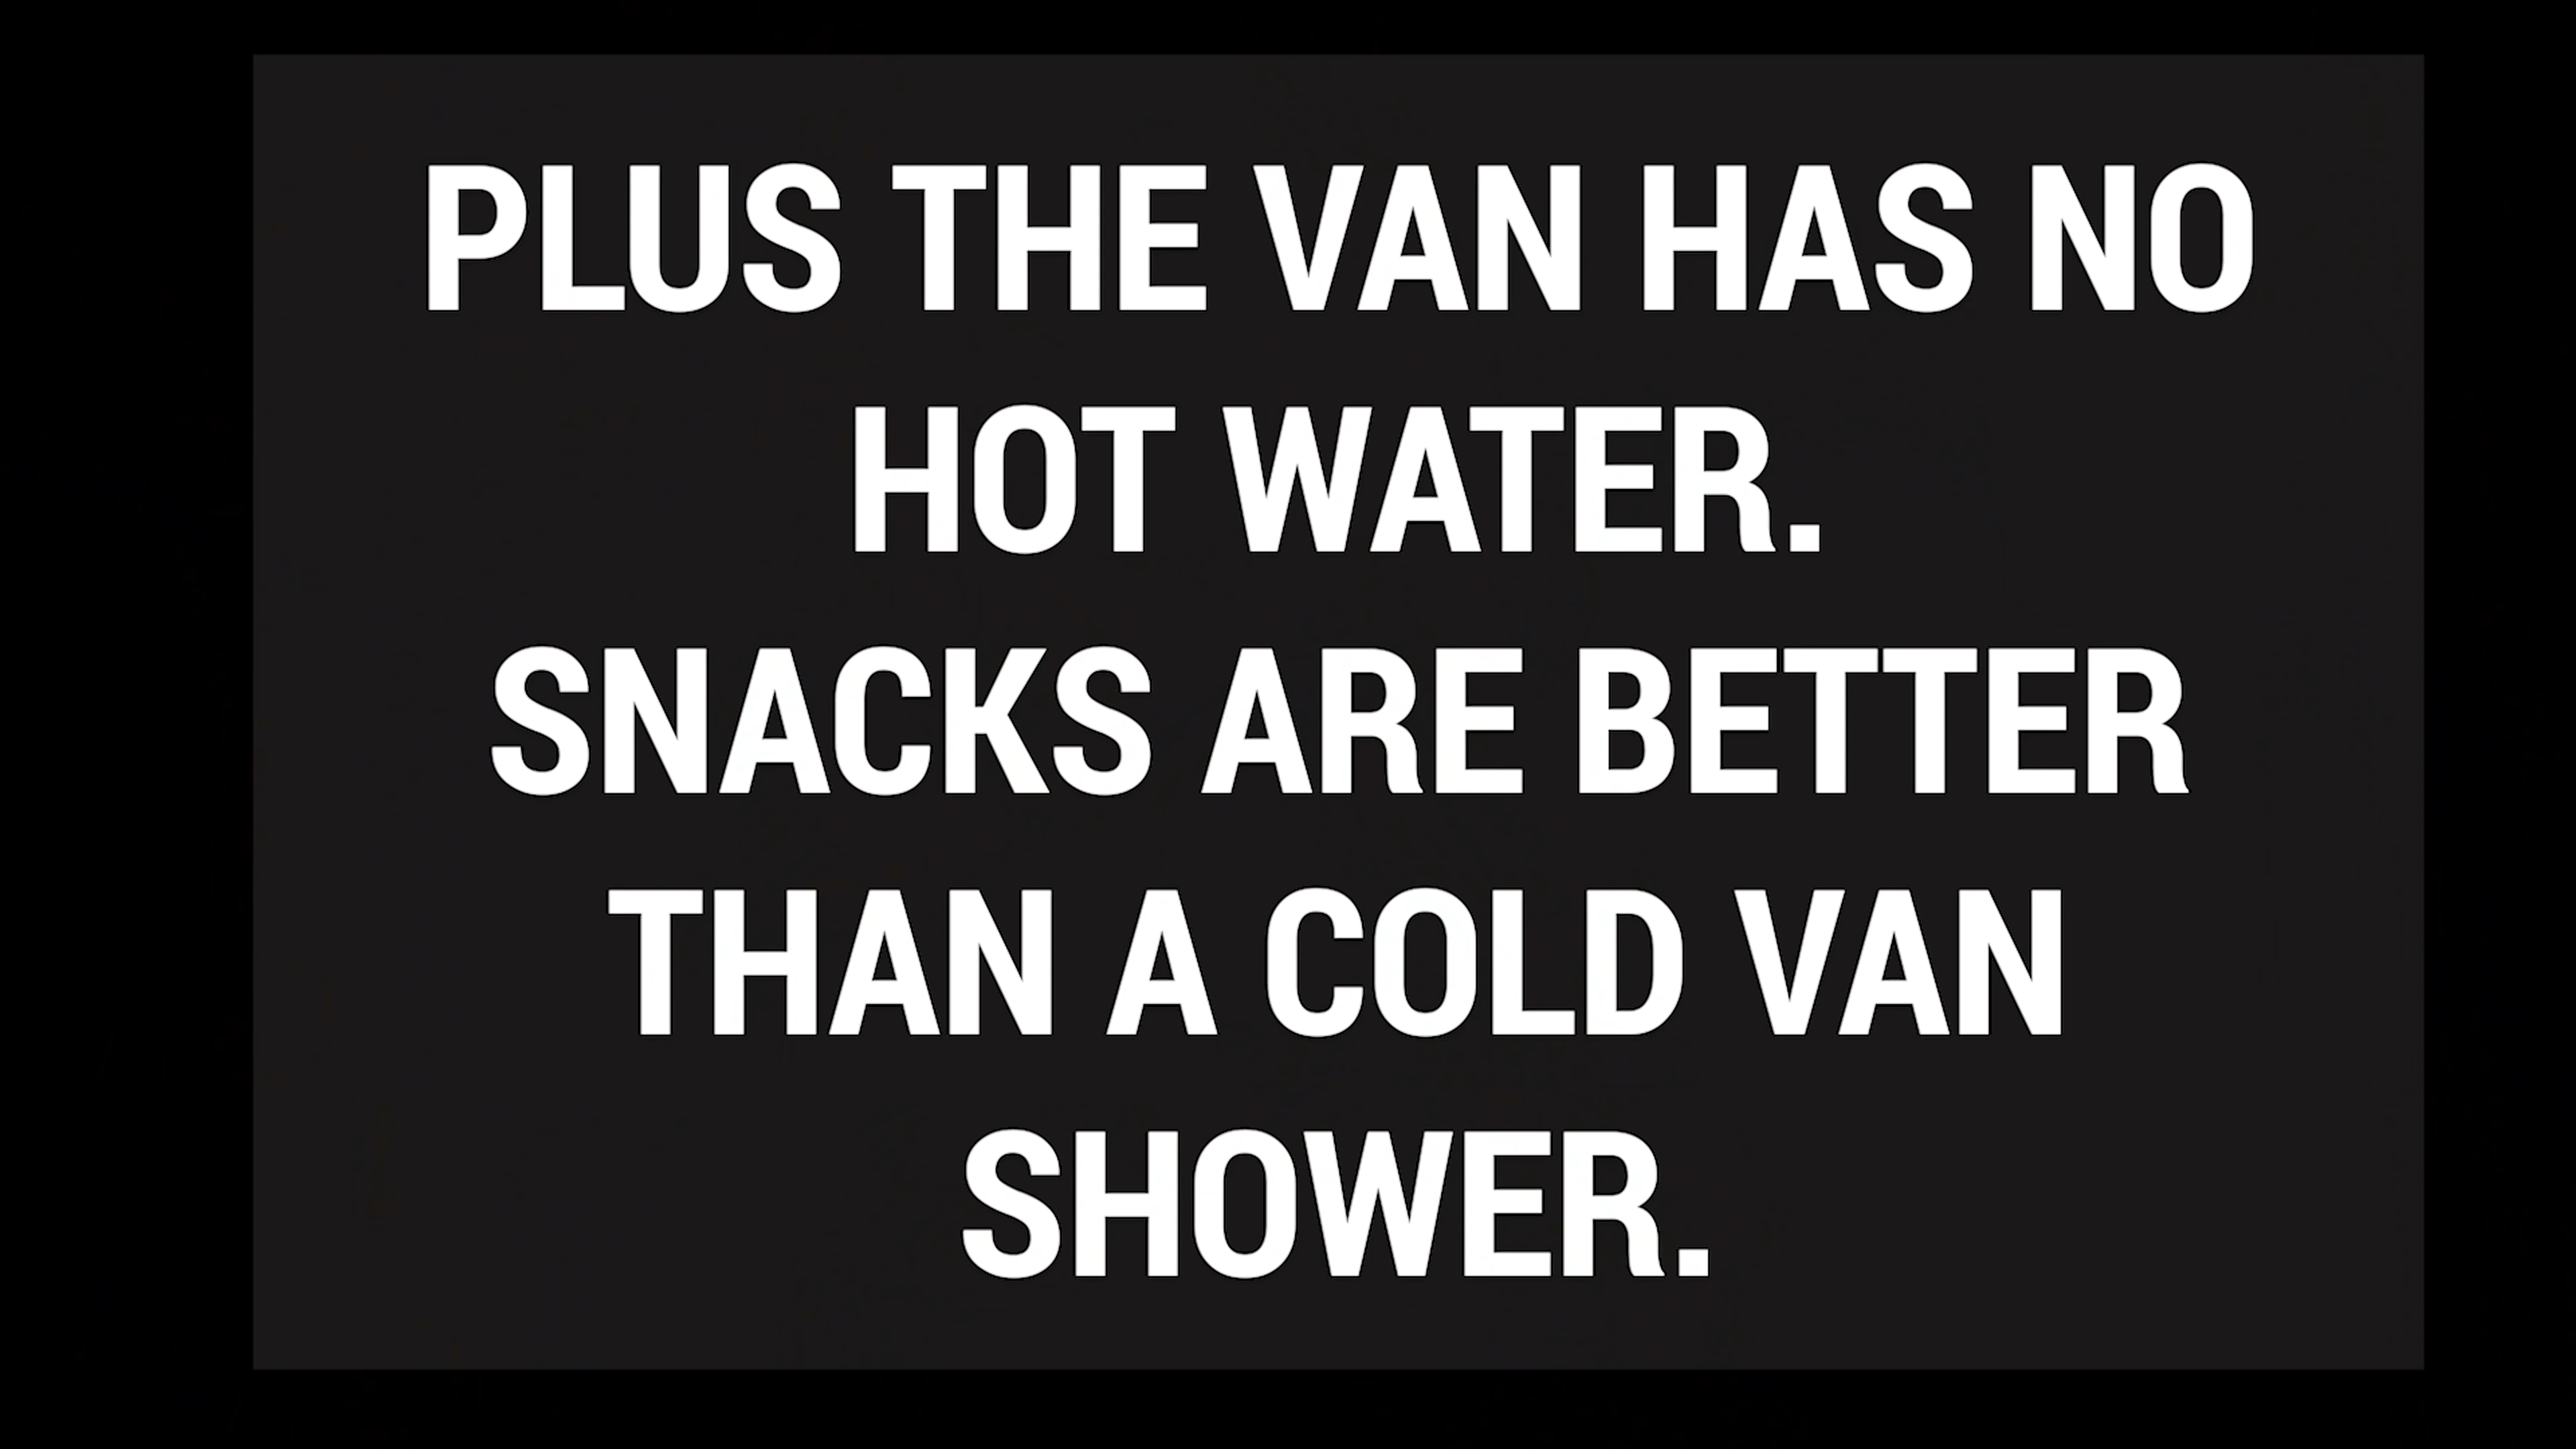 PLUS THE VAN HAS NO
HOT WATER.
SNACKS ARE BETTER
THAN A COLD VAN
SHOWER.